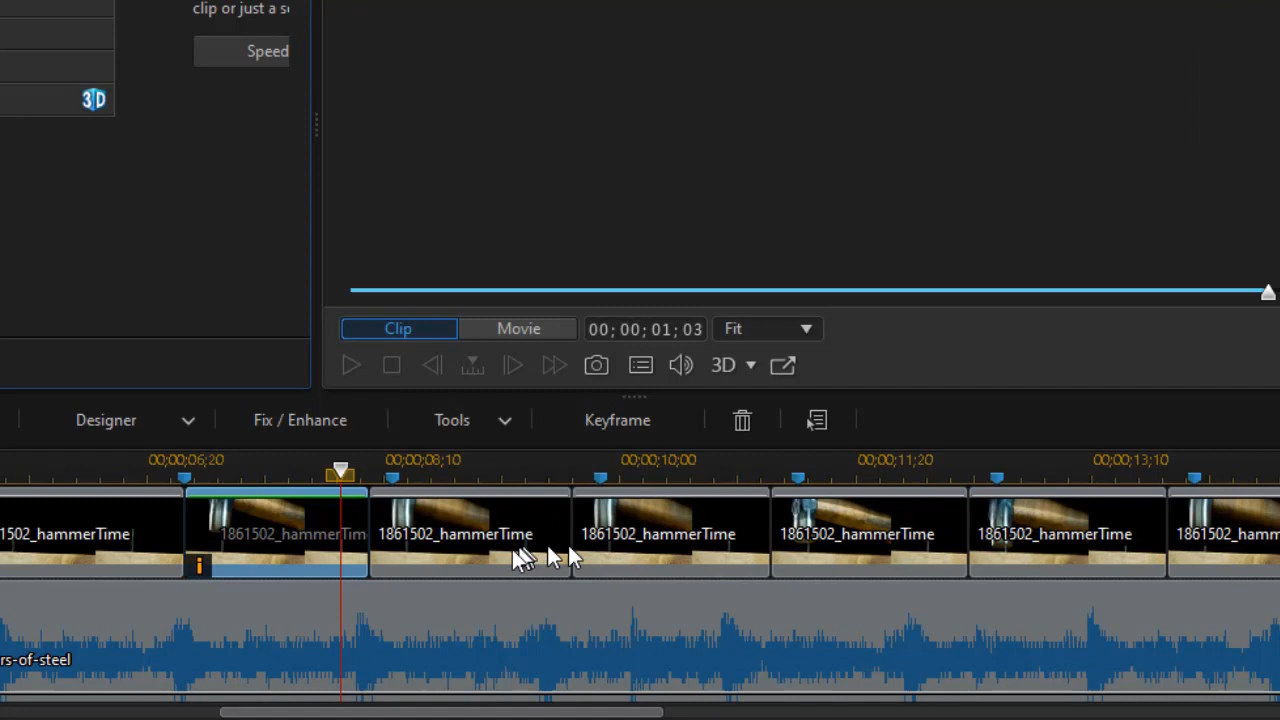 clip or just a s
Speed
3D
Clip
Movie
00; 00; 01; 03
Fit
3D
Designer
Fix / Enhance
Tools
Keyframe
00;00;06;20
00;00;08;10
00;00;10;00
00;00;11;20
00;00;13;10
1502_hammerTime
1861502_hammerTim
1861502_hammerTime
1861502_hammerTime
1861502_hammerTime
1861502_hammerTime
1861502_hamm
i
rs-of-steel